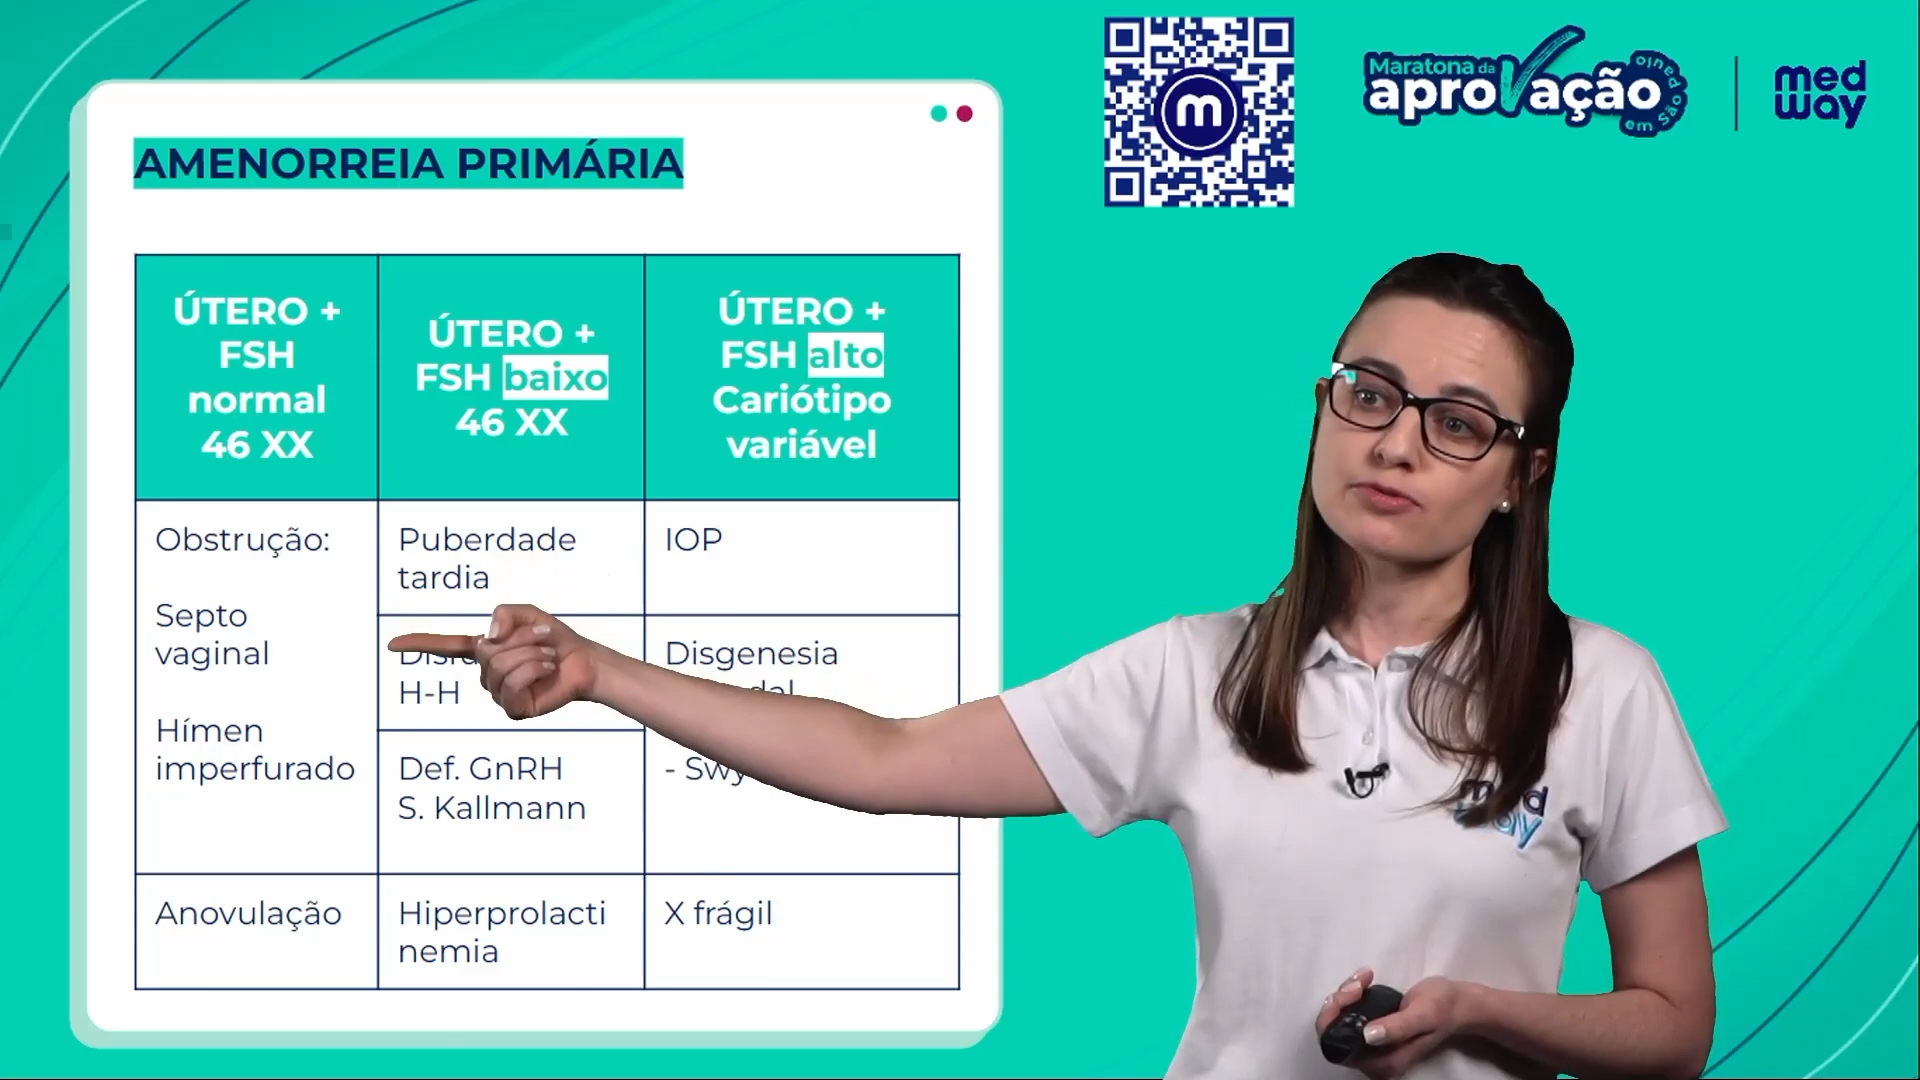 Maratona da
aproVação
em São Paulo
med
way
m
AMENORREIA PRIMÁRIA
ÚTERO +
FSH
normal
46 XX
ÚTERO +
FSH baixo
46 XX
ÚTERO +
FSH alto
Cariótipo
variável
Obstrução:
Septo
vaginal
Hímen
imperfurado
Puberdade
tardia
H-H
Def. GnRH
S. Kallmann
IOP
Disgenesia
Anovulação
Hiperprolacti
nemia
X frágil
med
way